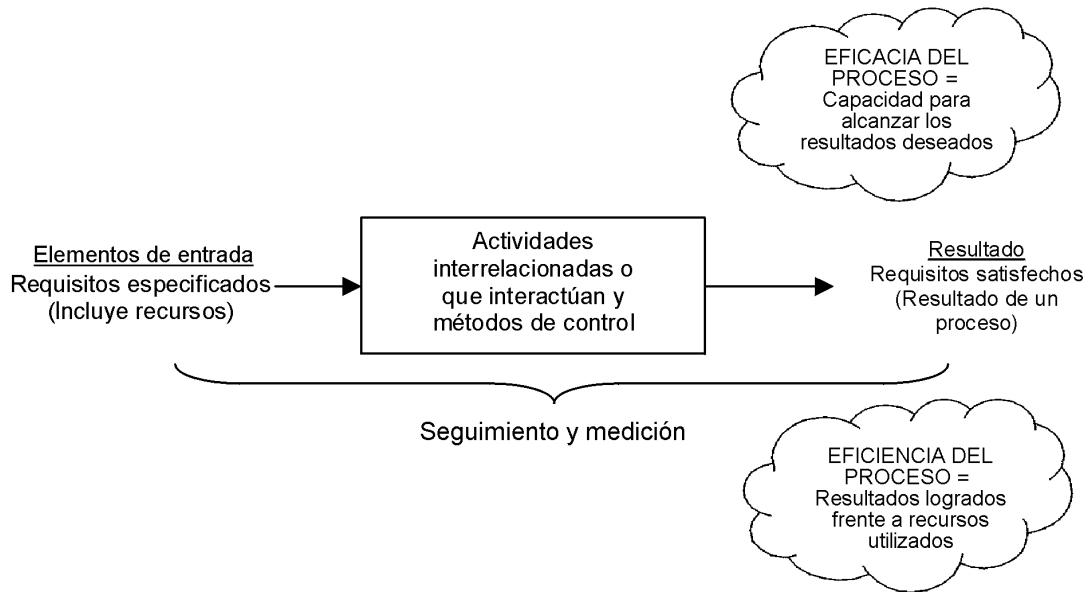 EFICACIA DEL
PROCESO =
Capacidad para
alcanzar los
resultados deseados
Elementos de entrada
Requisitos especificados
(Incluye recursos)
Actividades
interrelacionadas o
que interactúan y
métodos de control
Resultado
Requisitos satisfechos
(Resultado de un
proceso)
Seguimiento y medición
EFICIENCIA DEL
PROCESO =
Resultados logrados
frente a recursos
utilizados